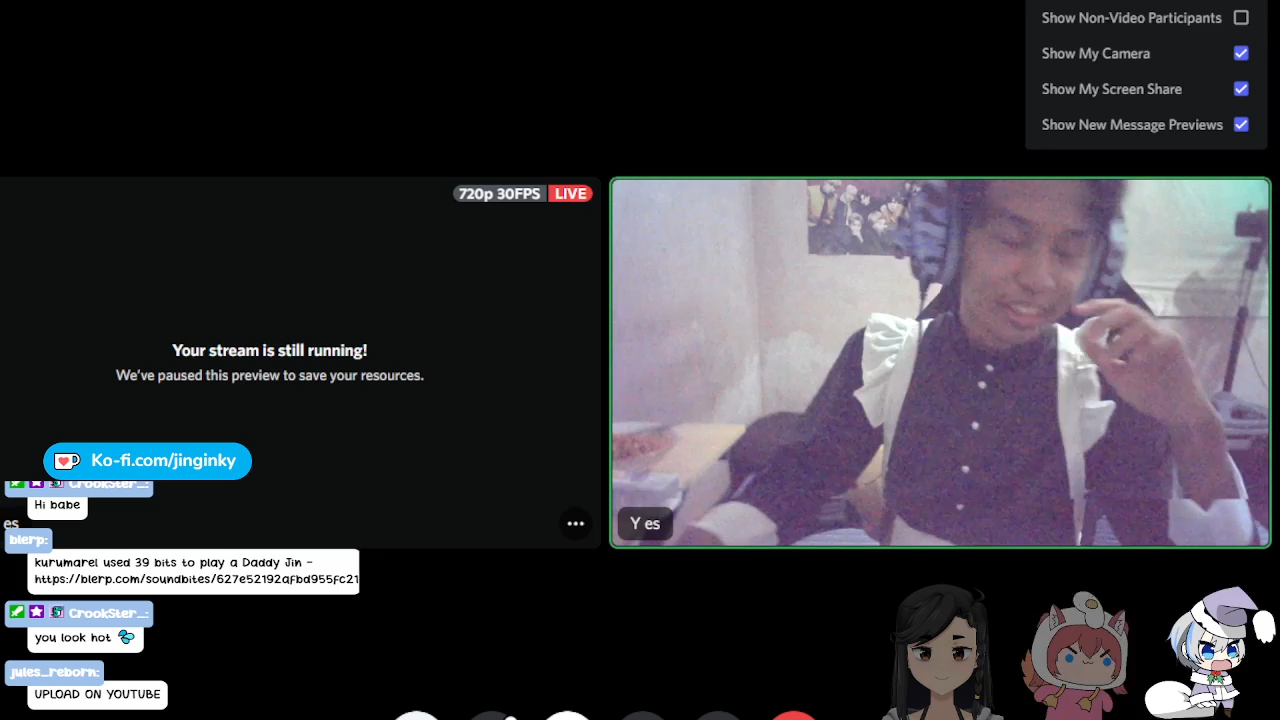 Show Non-Video Participants
Show My Camera
Show My Screen Share
Show New Message Previews
720p 30FPS LIVE
Your stream is still running!
We've paused this preview to save your resources.
Ko-fi.com/jinginky
CrookSter_:
Hi babe
es
Y es
blerp:
kurumarel used 39 bits to play a Daddy Jin -
https://blerp.com/soundbites/627e52192afbd955fc21
CrookSter_:
you look hot
jules_reborn:
UPLOAD ON YOUTUBE